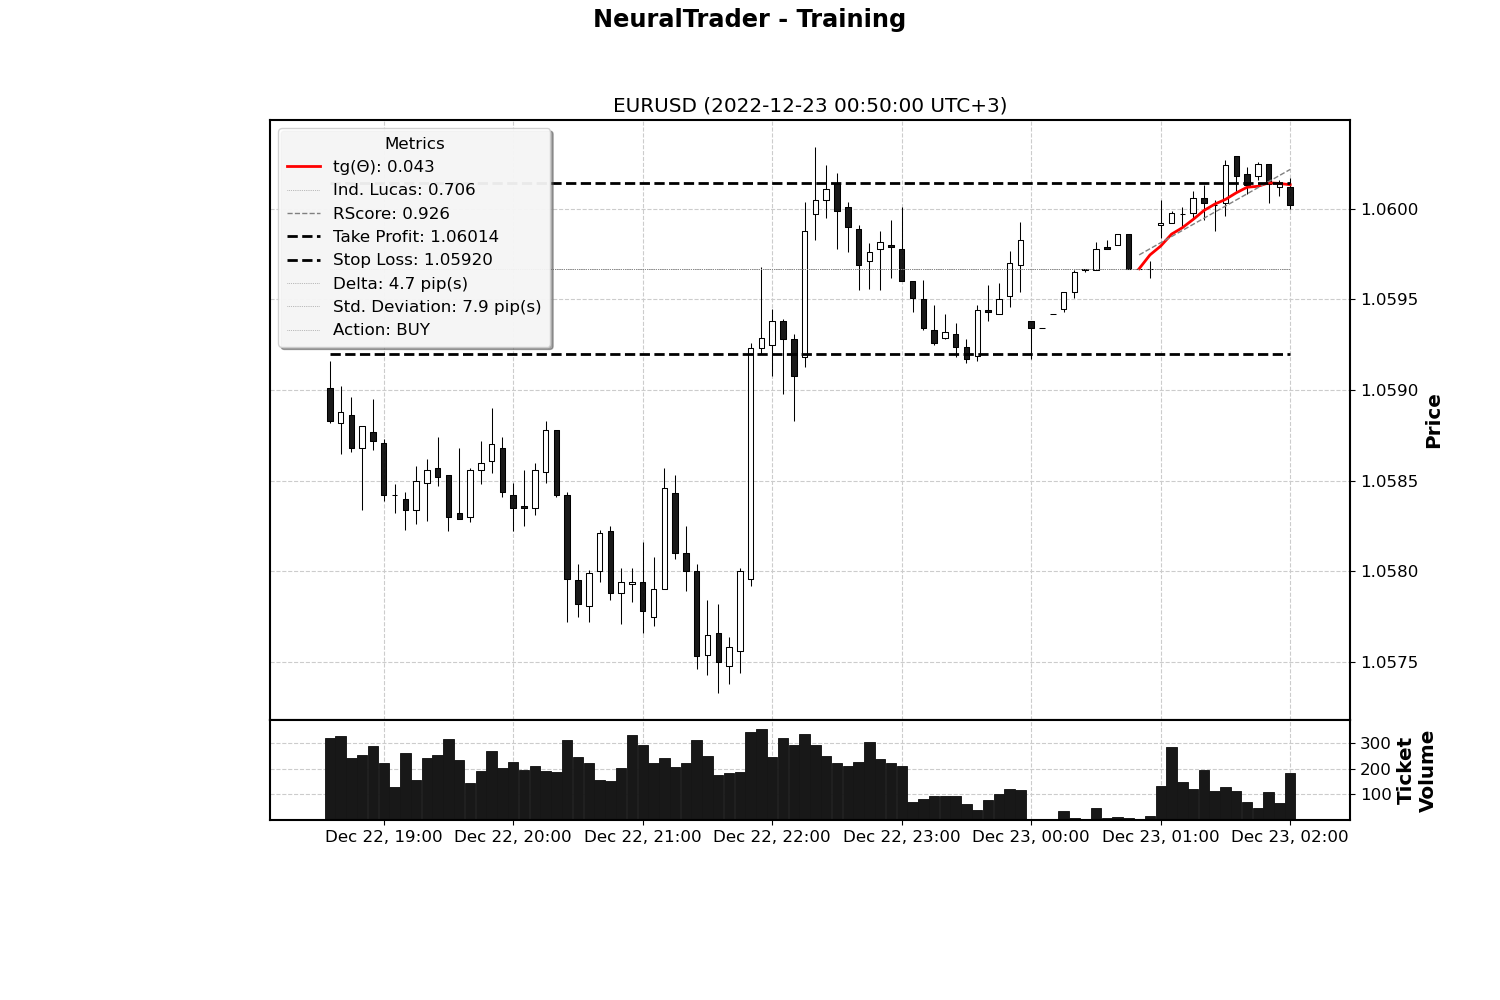 NeuralTrader - Training
EURUSD (2022-12-23 00:50:00 UTC+3)
Metrics
tg(Θ): 0.043
Ind. Lucas: 0.706
RScore: 0.926
Take Profit: 1.06014
Stop Loss: 1.05920
Delta: 4.7 pip(s)
Std. Deviation: 7.9 pip(s)
Action: BUY
1.0600
1.0595
1.0590
1.0585
1.0580
1.0575
Price
300
200
100
Ticket
Volume
Dec 22, 19:00
Dec 22, 20:00
Dec 22, 21:00
Dec 22, 22:00
Dec 22, 23:00
Dec 23, 00:00
Dec 23, 01:00
Dec 23, 02:00